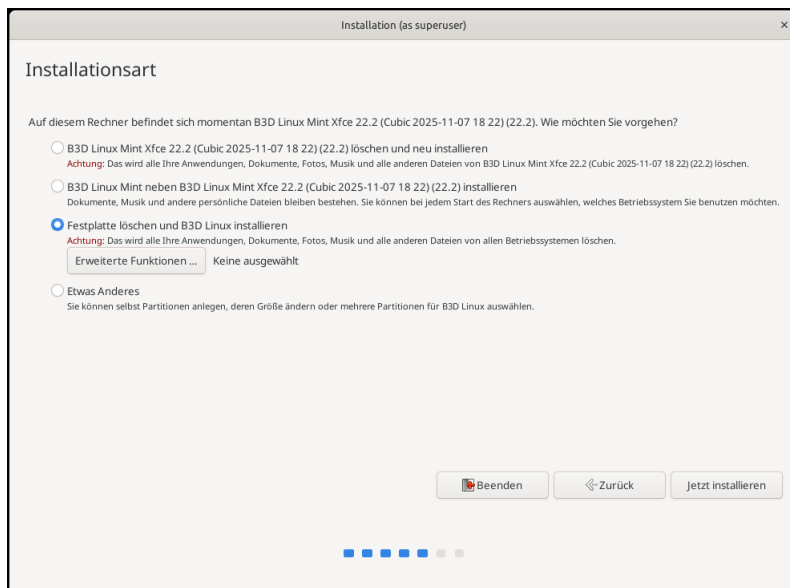 Installation (as superuser)
Installationsart
Auf diesem Rechner befindet sich momentan B3D Linux Mint Xfce 22.2 (Cubic 2025-11-07 18 22) (22.2). Wie möchten Sie vorgehen?
B3D Linux Mint Xfce 22.2 (Cubic 2025-11-07 18 22) (22.2) löschen und neu installieren
Achtung: Das wird alle Ihre Anwendungen, Dokumente, Fotos, Musik und alle anderen Dateien von B3D Linux Mint Xfce 22.2 (Cubic 2025-11-07 18 22) (22.2) löschen.
B3D Linux Mint neben B3D Linux Mint Xfce 22.2 (Cubic 2025-11-07 18 22) (22.2) installieren
Dokumente, Musik und andere persönliche Dateien bleiben bestehen. Sie können bei jedem Start des Rechners auswählen, welches Betriebssystem Sie benutzen möchten.
Festplatte löschen und B3D Linux installieren
Achtung: Das wird alle Ihre Anwendungen, Dokumente, Fotos, Musik und alle anderen Dateien von allen Betriebssystemen löschen.
Erweiterte Funktionen ... Keine ausgewählt
Etwas Anderes
Sie können selbst Partitionen anlegen, deren Größe ändern oder mehrere Partitionen für B3D Linux auswählen.
Beenden Zurück Jetzt installieren